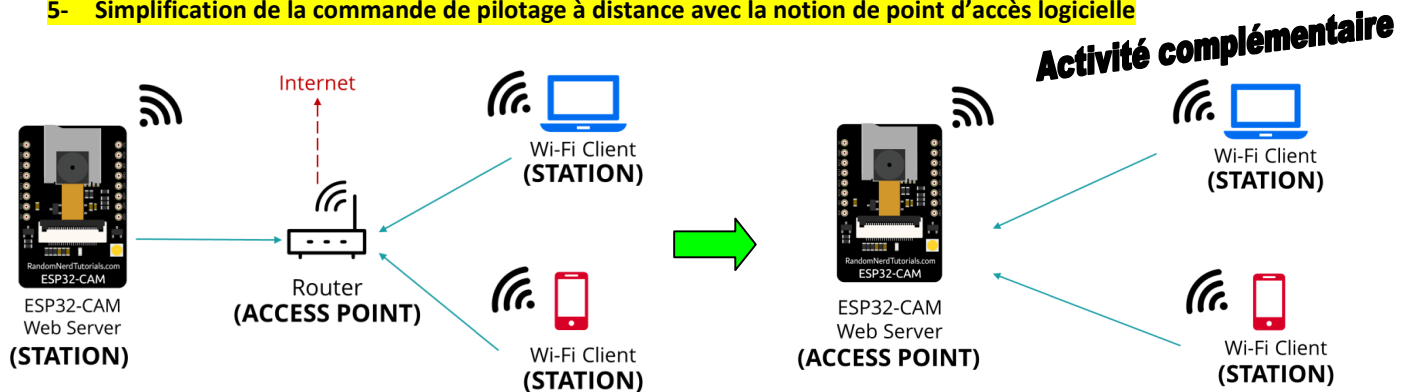 5- Simplification de la commande de pilotage à distance avec la notion de point d'accès logicielle
Activité complémentaire
Internet
RandomNerdTutorials.com
ESP32-CAM
ESP32-CAM
Web Server
(STATION)
Router
(ACCESS POINT)
Wi-Fi Client
(STATION)
Wi-Fi Client
(STATION)
RandomNerdTutorials.com
ESP32-CAM
ESP32-CAM
Web Server
(ACCESS POINT)
Wi-Fi Client
(STATION)
Wi-Fi Client
(STATION)